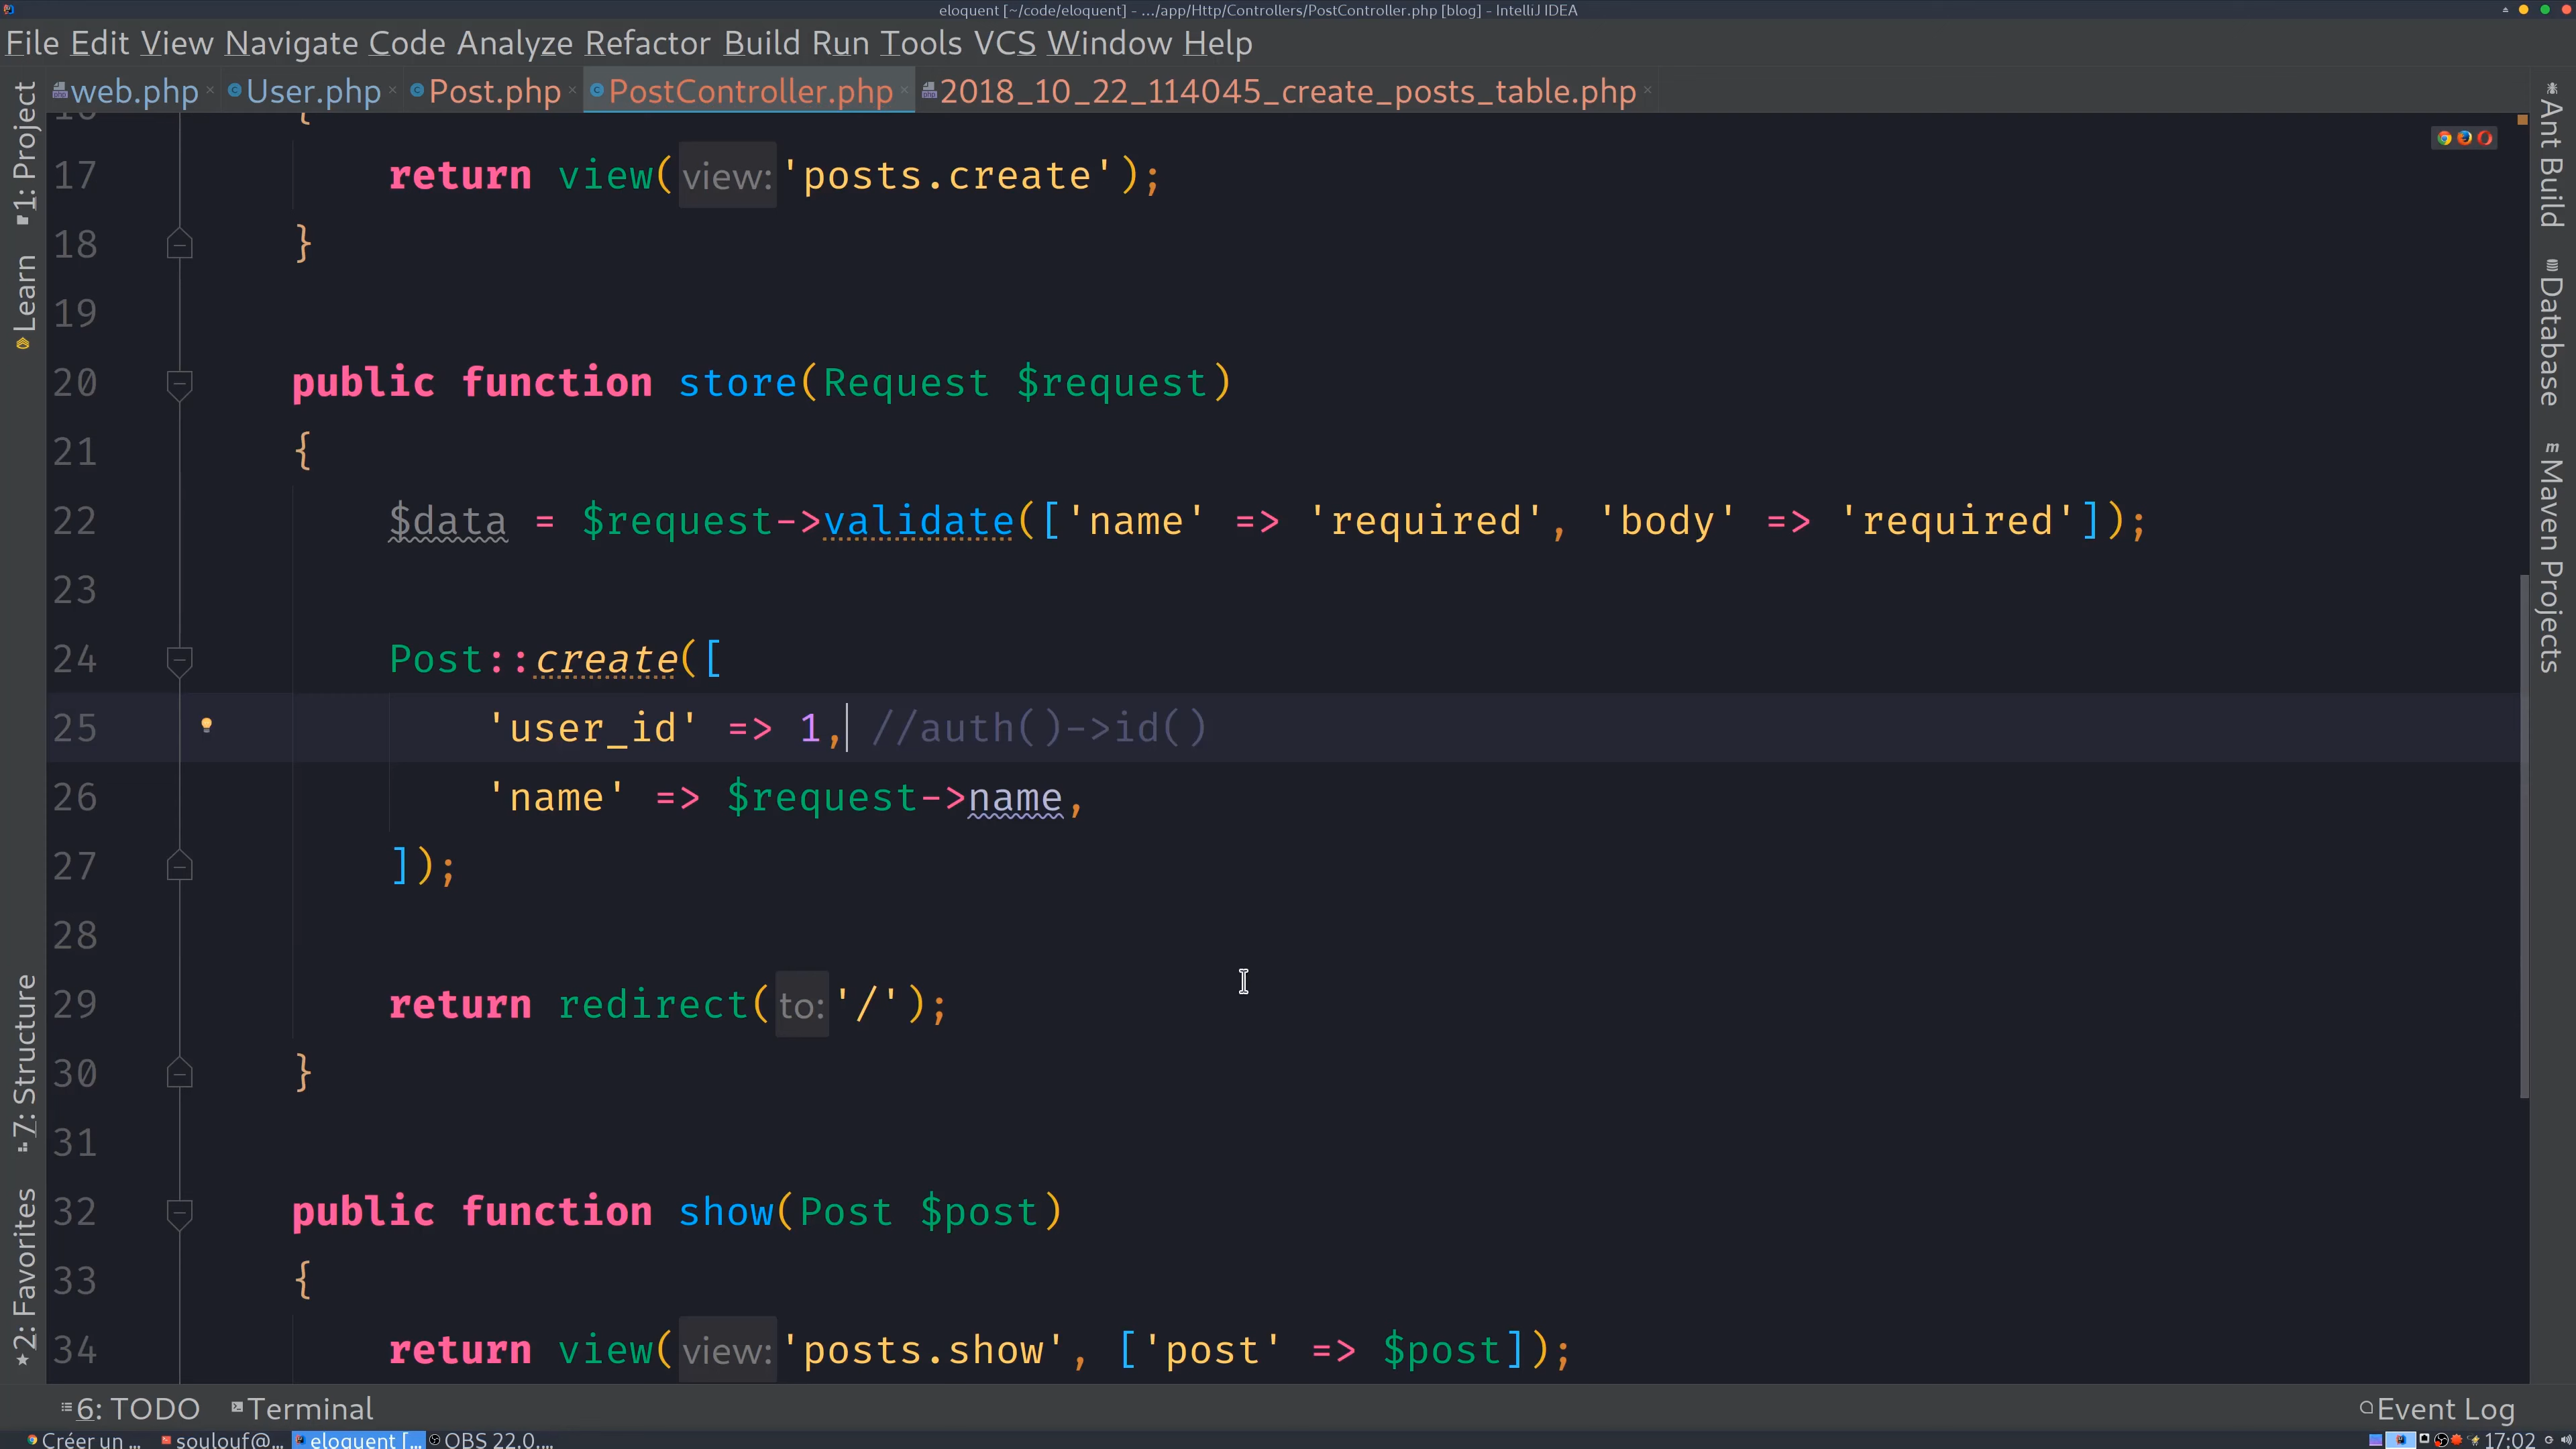 eloquent [~/code/eloquent] - .../app/Http/Controllers/PostController.php [blog] - IntelliJ IDEA
File Edit View Navigate Code Analyze Refactor Build Run Tools VCS Window Help
web.php User.php Post.php PostController.php 2018_10_22_114045_create_posts_table.php
1: Project
Learn
7: Structure
2: Favorites
16 {
17 return view( view: 'posts.create');
18 }
19
20 public function store(Request $request)
21 {
22 $data = $request->validate(['name' => 'required', 'body' => 'required']);
23
24 Post::create([
25 'user_id' => 1, //auth()->id()
26 'name' => $request->name,
27 ]);
28
29 return redirect( to: '/');
30 }
31
32 public function show(Post $post)
33 {
34 return view( view: 'posts.show', ['post' => $post]);
Ant Build
Database
m Maven Projects
6: TODO Terminal Event Log
Créer un ... soulouf@... eloquent [... OBS 22.0.... 17:02